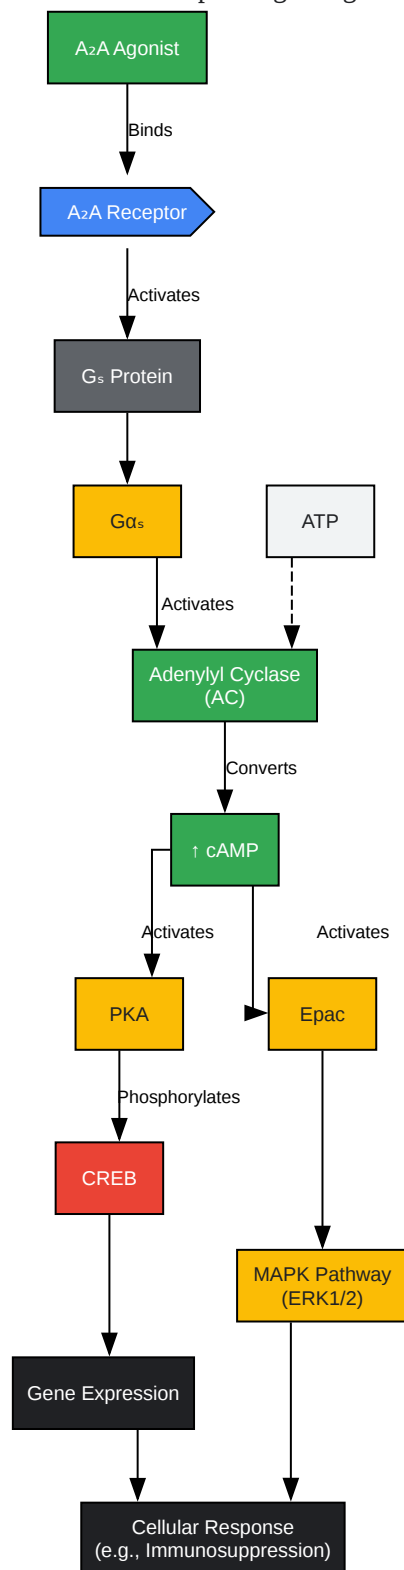 A₂A Agonist
Binds
A₂A Receptor
Activates
Gₛ Protein
Gαₛ
ATP
Activates
Adenylyl Cyclase
(AC)
Converts
↑ cAMP
Activates
Activates
PKA
Epac
Phosphorylates
CREB
MAPK Pathway
(ERK1/2)
Gene Expression
Cellular Response
(e.g., Immunosuppression)